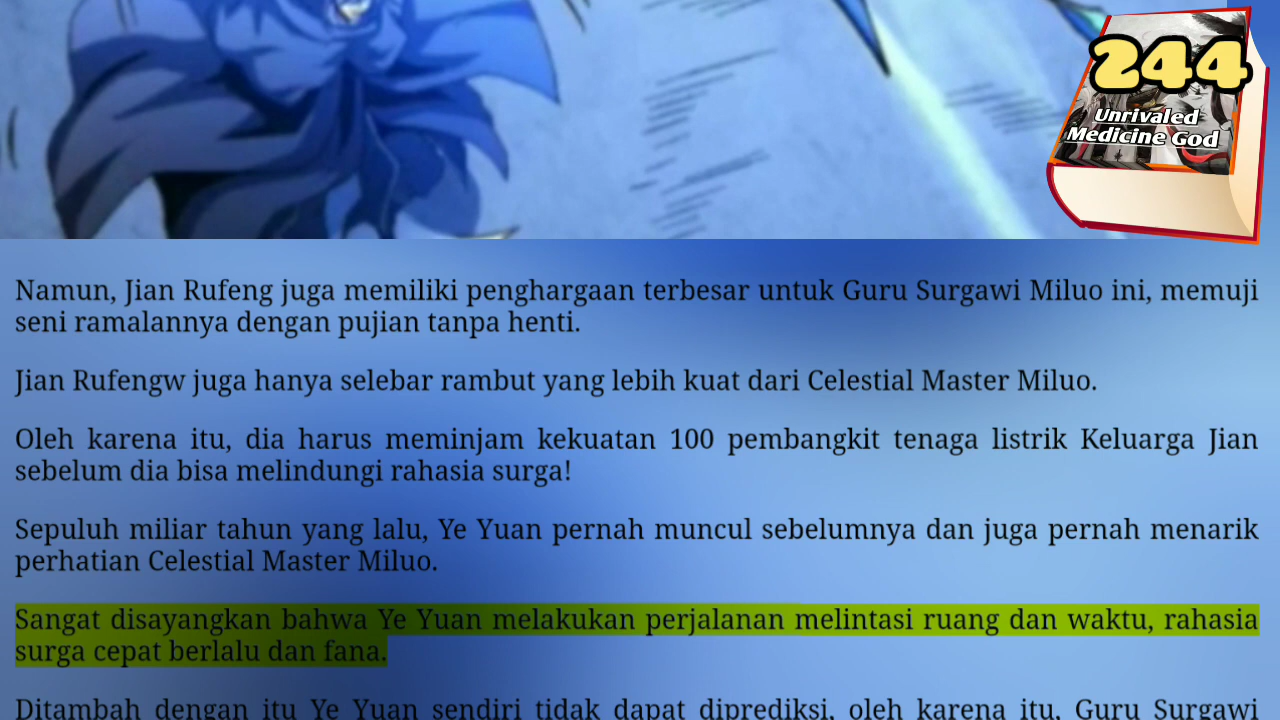 244
Unrivaled
Medicine God
Namun, Jian Rufeng juga memiliki penghargaan terbesar untuk Guru Surgawi Miluo ini, memuji
seni ramalannya dengan pujian tanpa henti.
Jian Rufengw juga hanya selebar rambut yang lebih kuat dari Celestial Master Miluo.
Oleh karena itu, dia harus meminjam kekuatan 100 pembangkit tenaga listrik Keluarga Jian
sebelum dia bisa melindungi rahasia surga!
Sepuluh miliar tahun yang lalu, Ye Yuan pernah muncul sebelumnya dan juga pernah menarik
perhatian Celestial Master Miluo.
Sangat disayangkan bahwa Ye Yuan melakukan perjalanan melintasi ruang dan waktu, rahasia
surga cepat berlalu dan fana.
Ditambah dengan itu Ye Yuan sendiri tidak dapat diprediksi, oleh karena itu, Guru Surgawi